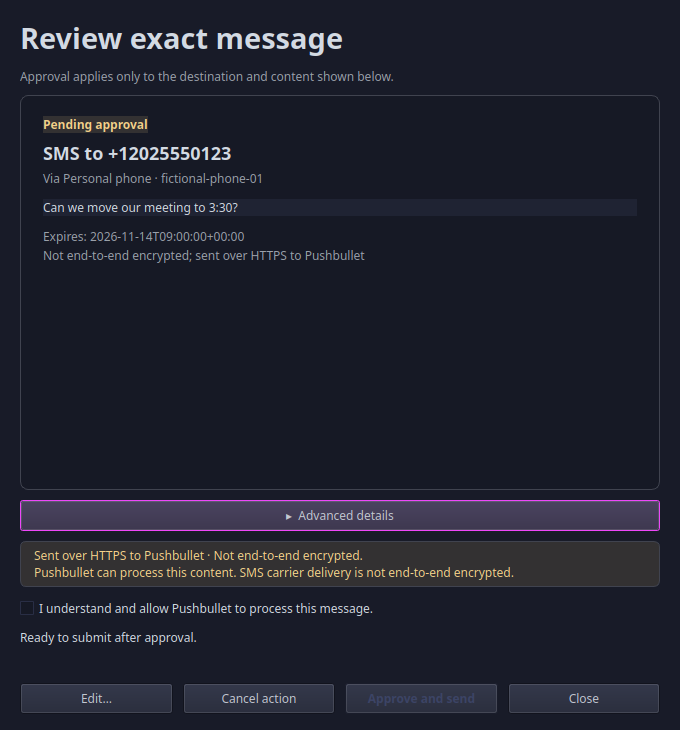 Review exact message
Approval applies only to the destination and content shown below.
Pending approval
SMS to +12025550123
Via Personal phone · fictional-phone-01
Can we move our meeting to 3:30?
Expires: 2026-11-14T09:00:00+00:00
Not end-to-end encrypted; sent over HTTPS to Pushbullet
▸ Advanced details
Sent over HTTPS to Pushbullet · Not end-to-end encrypted.
Pushbullet can process this content. SMS carrier delivery is not end-to-end encrypted.
I understand and allow Pushbullet to process this message.
Ready to submit after approval.
Edit... Cancel action Approve and send Close